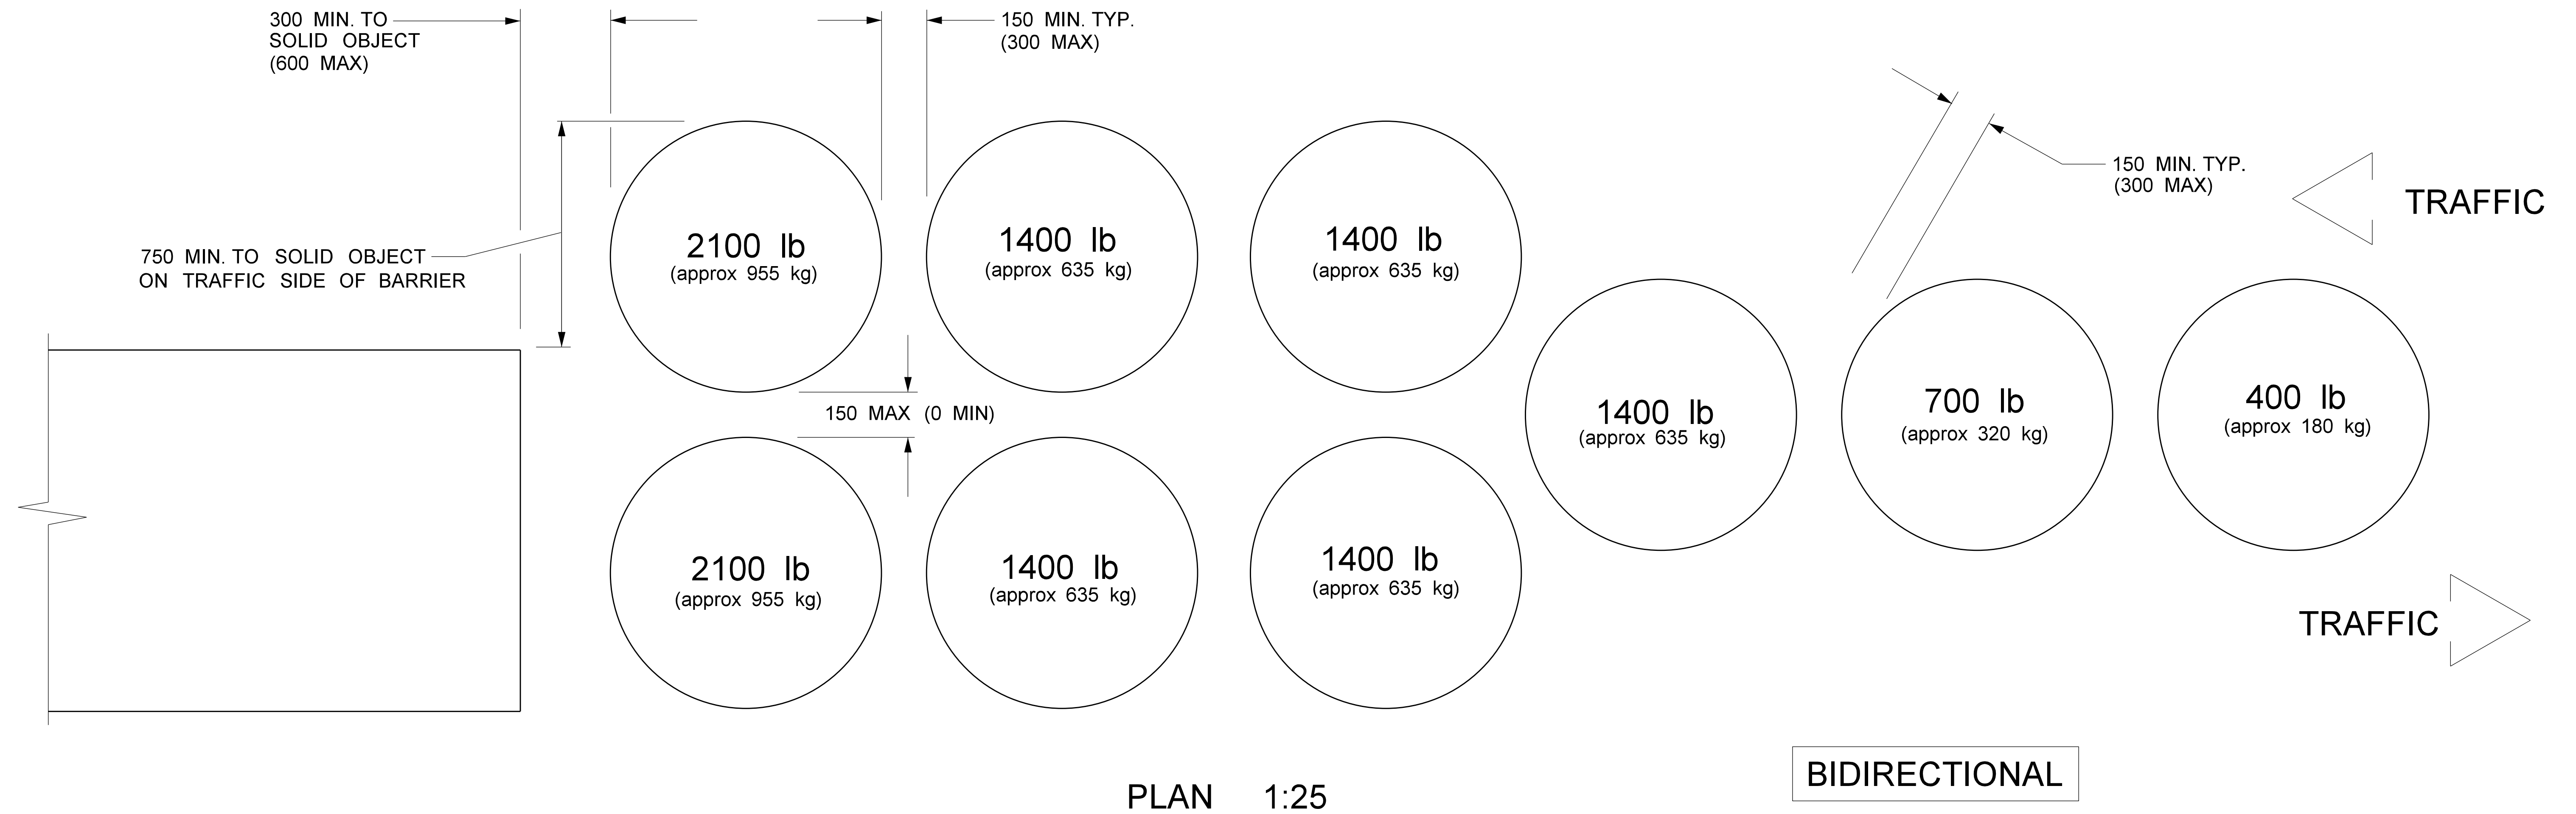 300 MIN. TO
SOLID OBJECT
(600 MAX)
150 MIN. TYP.
(300 MAX)
150 MIN. TYP.
(300 MAX)
TRAFFIC
750 MIN. TO SOLID OBJECT
ON TRAFFIC SIDE OF BARRIER
2100 lb
(approx 955 kg)
1400 lb
(approx 635 kg)
1400 lb
(approx 635 kg)
150 MAX (0 MIN)
1400 lb
(approx 635 kg)
700 lb
(approx 320 kg)
400 lb
(approx 180 kg)
2100 lb
(approx 955 kg)
1400 lb
(approx 635 kg)
1400 lb
(approx 635 kg)
TRAFFIC
BIDIRECTIONAL
PLAN 1:25